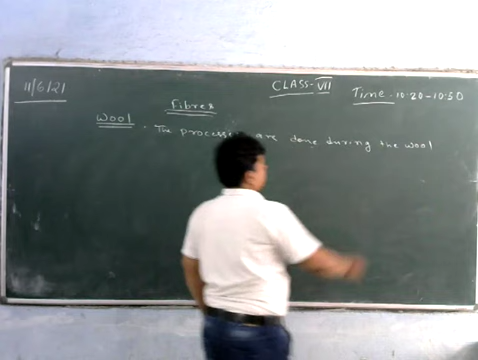 11/6/21
CLASS-VII
Time - 10:20-10:50
Fibres
Wool - The processes are done during the wool